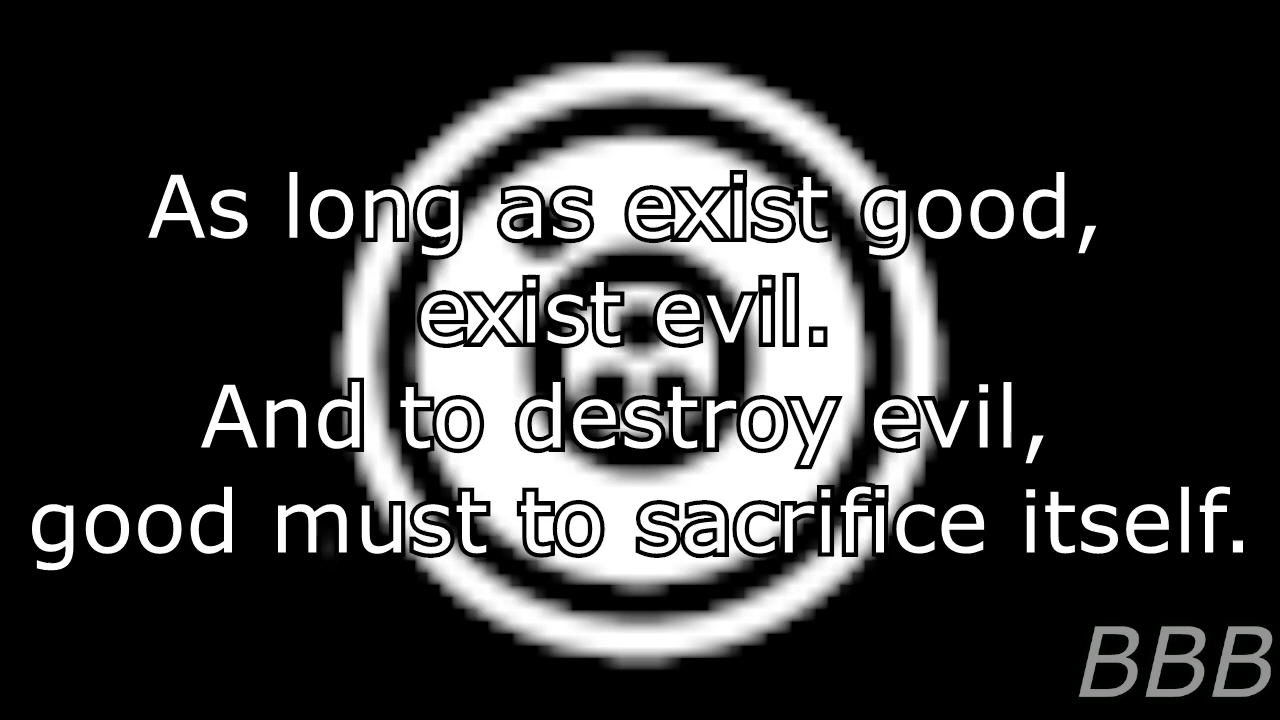 As long as exist good,
exist evil.
And to destroy evil,
good must to sacrifice itself.
BBB